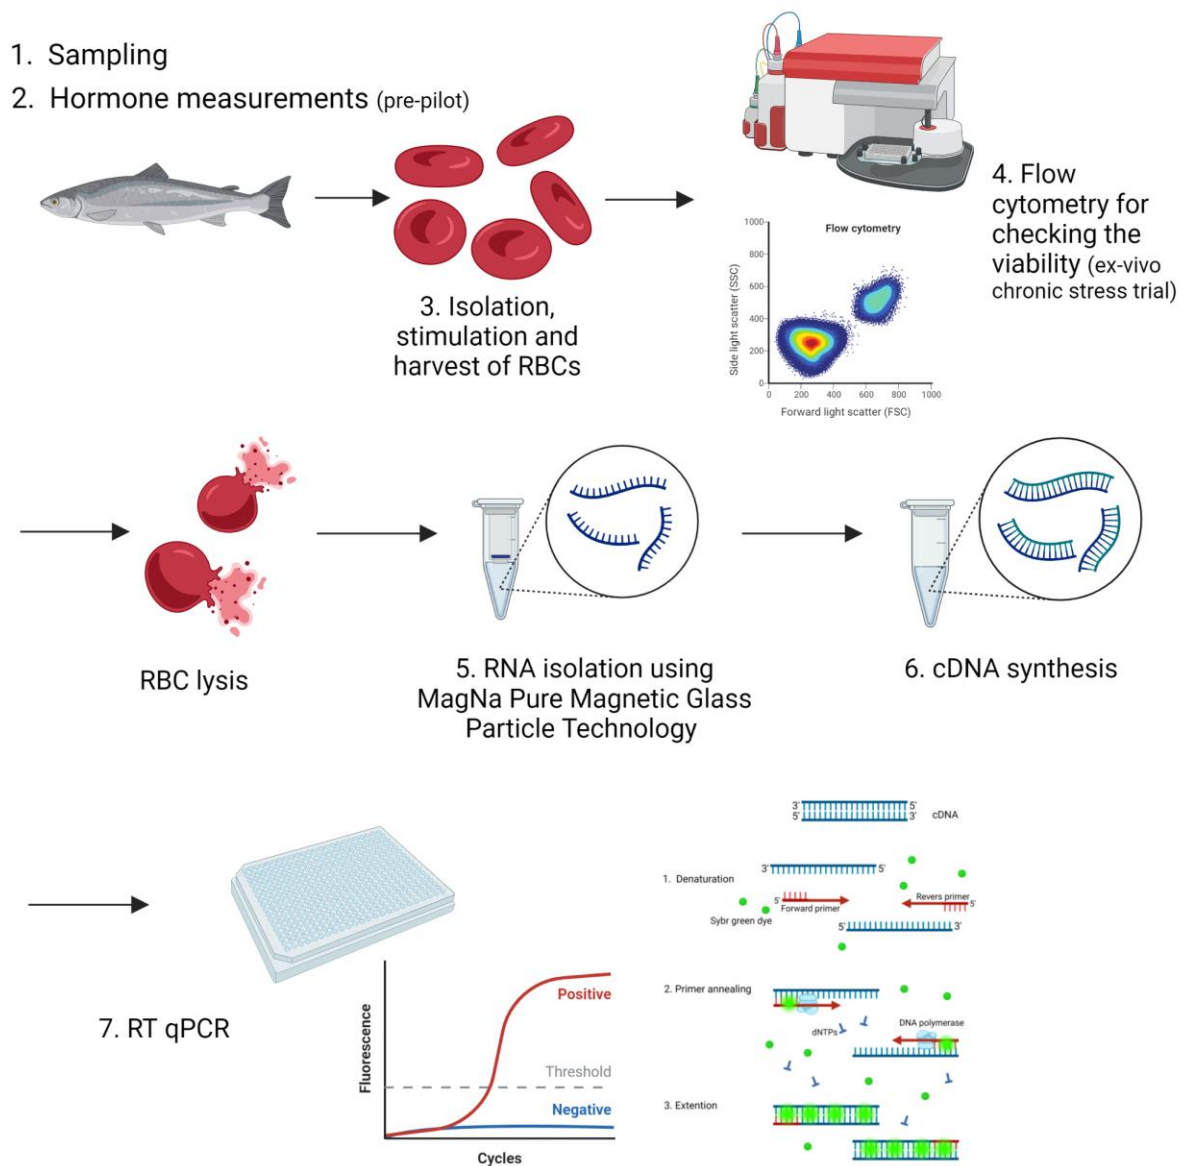 1. Sampling
2. Hormone measurements (pre-pilot)
3. Isolation,
stimulation and
harvest of RBCs
4. Flow
cytometry for
checking the
viability (ex-vivo
chronic stress trial)
Flow cytometry
1000
800
600
400
200
0
Side light scatter (SSC)
0 200 400 600 800 1000
Forward light scatter (FSC)
RBC lysis
5. RNA isolation using
MagNa Pure Magnetic Glass
Particle Technology
6. cDNA synthesis
7. RT qPCR
Fluorescence
Positive
Threshold
Negative
Cycles
3' 5'
5' 3'
cDNA
1. Denaturation
3' 5'
5'
Forward primer
Revers primer
5'
Sybr green dye
5' 3'
2. Primer annealing
dNTPs
DNA polymerase
3. Extention